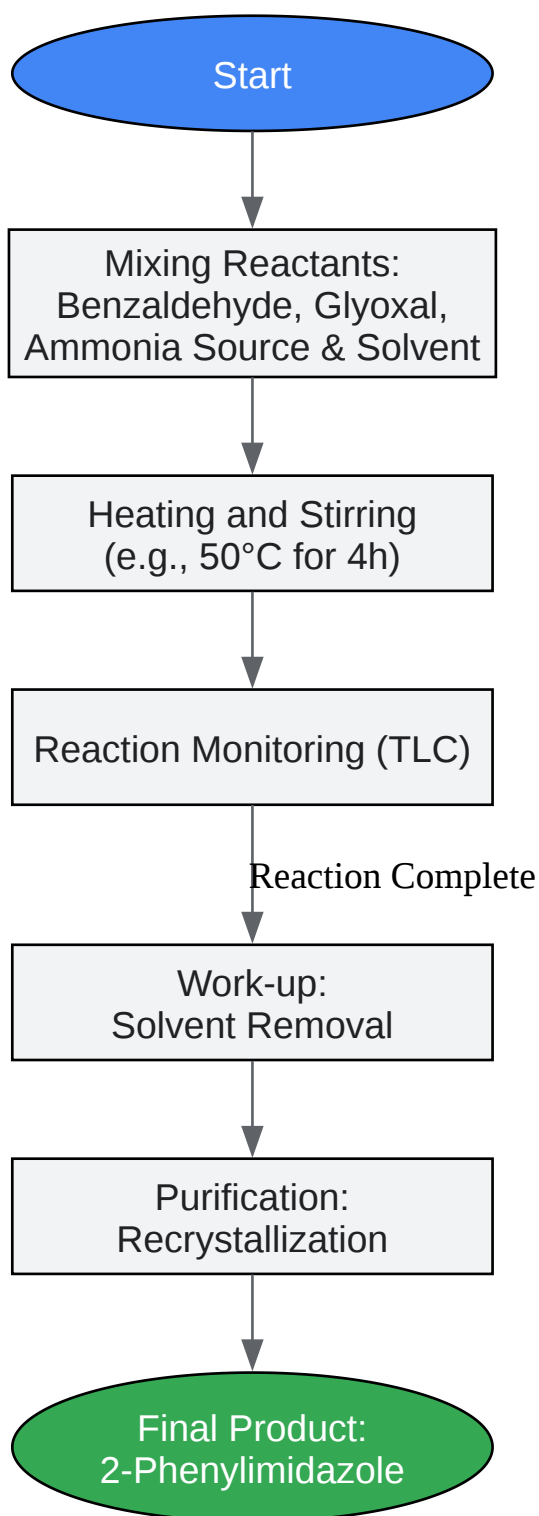 Start
Mixing Reactants:
Benzaldehyde, Glyoxal,
Ammonia Source & Solvent
Heating and Stirring
(e.g., 50°C for 4h)
Reaction Monitoring (TLC)
Reaction Complete
Work-up:
Solvent Removal
Purification:
Recrystallization
Final Product:
2-Phenylimidazole